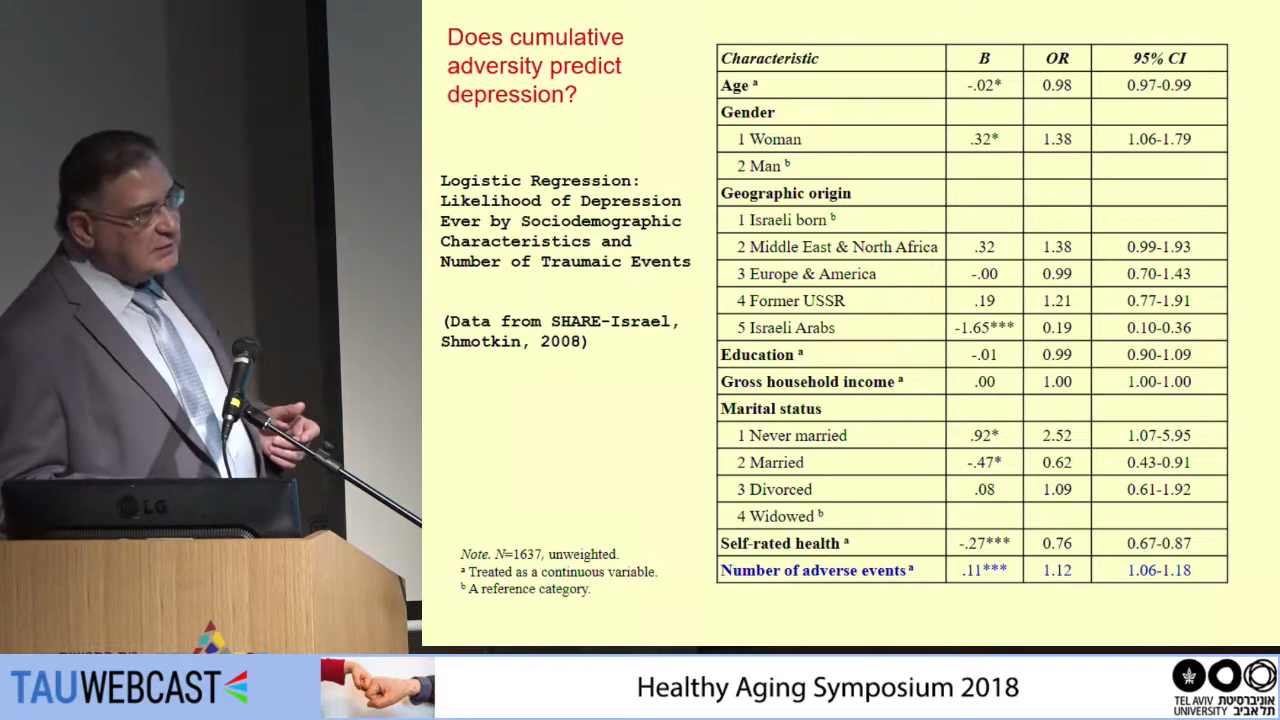 Does cumulative
adversity predict
depression?
Logistic Regression:
Likelihood of Depression
Ever by Sociodemographic
Characteristics and
Number of Traumaic Events
(Data from SHARE-Israel,
Shmotkin, 2008)
Note. N=1637, unweighted.
a Treated as a continuous variable.
b A reference category.
Characteristic B OR 95% CI
Age a -.02* 0.98 0.97-0.99
Gender
1 Woman .32* 1.38 1.06-1.79
2 Man b
Geographic origin
1 Israeli born b
2 Middle East & North Africa .32 1.38 0.99-1.93
3 Europe & America -.00 0.99 0.70-1.43
4 Former USSR .19 1.21 0.77-1.91
5 Israeli Arabs -1.65*** 0.19 0.10-0.36
Education a -.01 0.99 0.90-1.09
Gross household income a .00 1.00 1.00-1.00
Marital status
1 Never married .92* 2.52 1.07-5.95
2 Married -.47* 0.62 0.43-0.91
3 Divorced .08 1.09 0.61-1.92
4 Widowed b
Self-rated health a -.27*** 0.76 0.67-0.87
Number of adverse events a .11*** 1.12 1.06-1.18
LG
TAUWEBCAST
Healthy Aging Symposium 2018
TEL AVIV אוניברסיטת
UNIVERSITY תל אביב